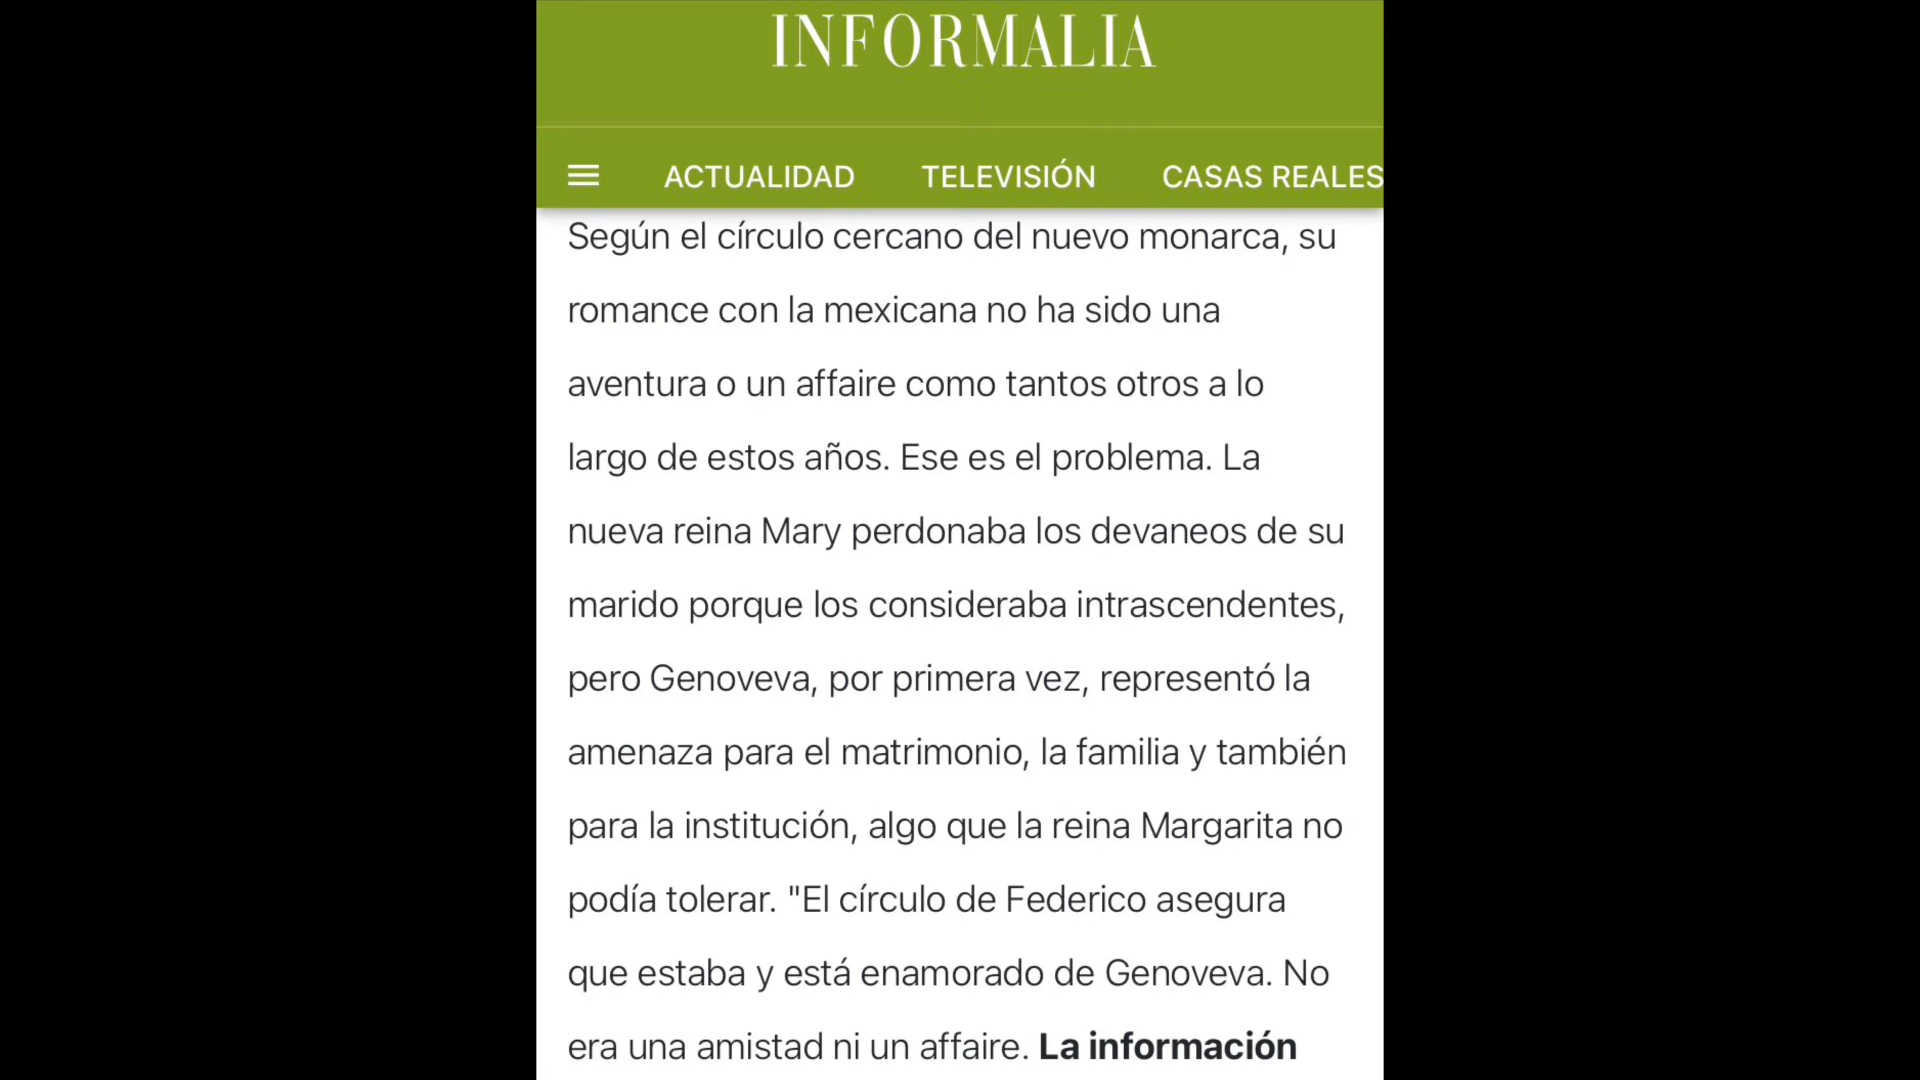 INFORMALIA
ACTUALIDAD TELEVISIÓN CASAS REALES
Según el círculo cercano del nuevo monarca, su
romance con la mexicana no ha sido una
aventura o un affaire como tantos otros a lo
largo de estos años. Ese es el problema. La
nueva reina Mary perdonaba los devaneos de su
marido porque los consideraba intrascendentes,
pero Genoveva, por primera vez, representó la
amenaza para el matrimonio, la familia y también
para la institución, algo que la reina Margarita no
podía tolerar. "El círculo de Federico asegura
que estaba y está enamorado de Genoveva. No
era una amistad ni un affaire. La información